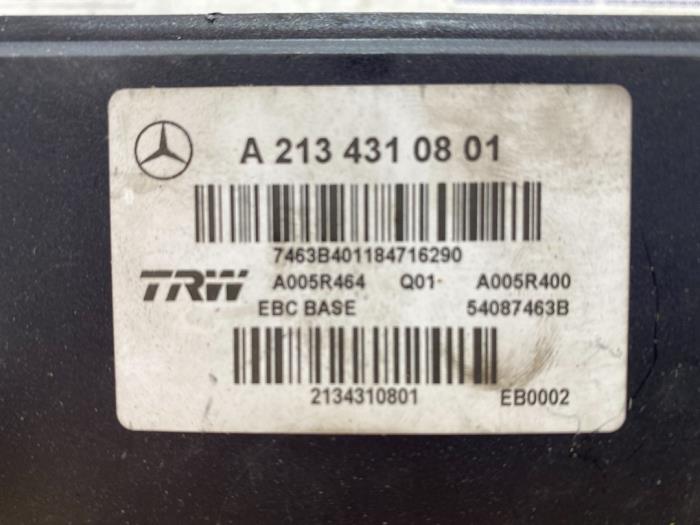 A 213 431 08 01
7463B401184716290
TRW A005R464 Q01 A005R400
EBC BASE 54087463B
2134310801 EB0002